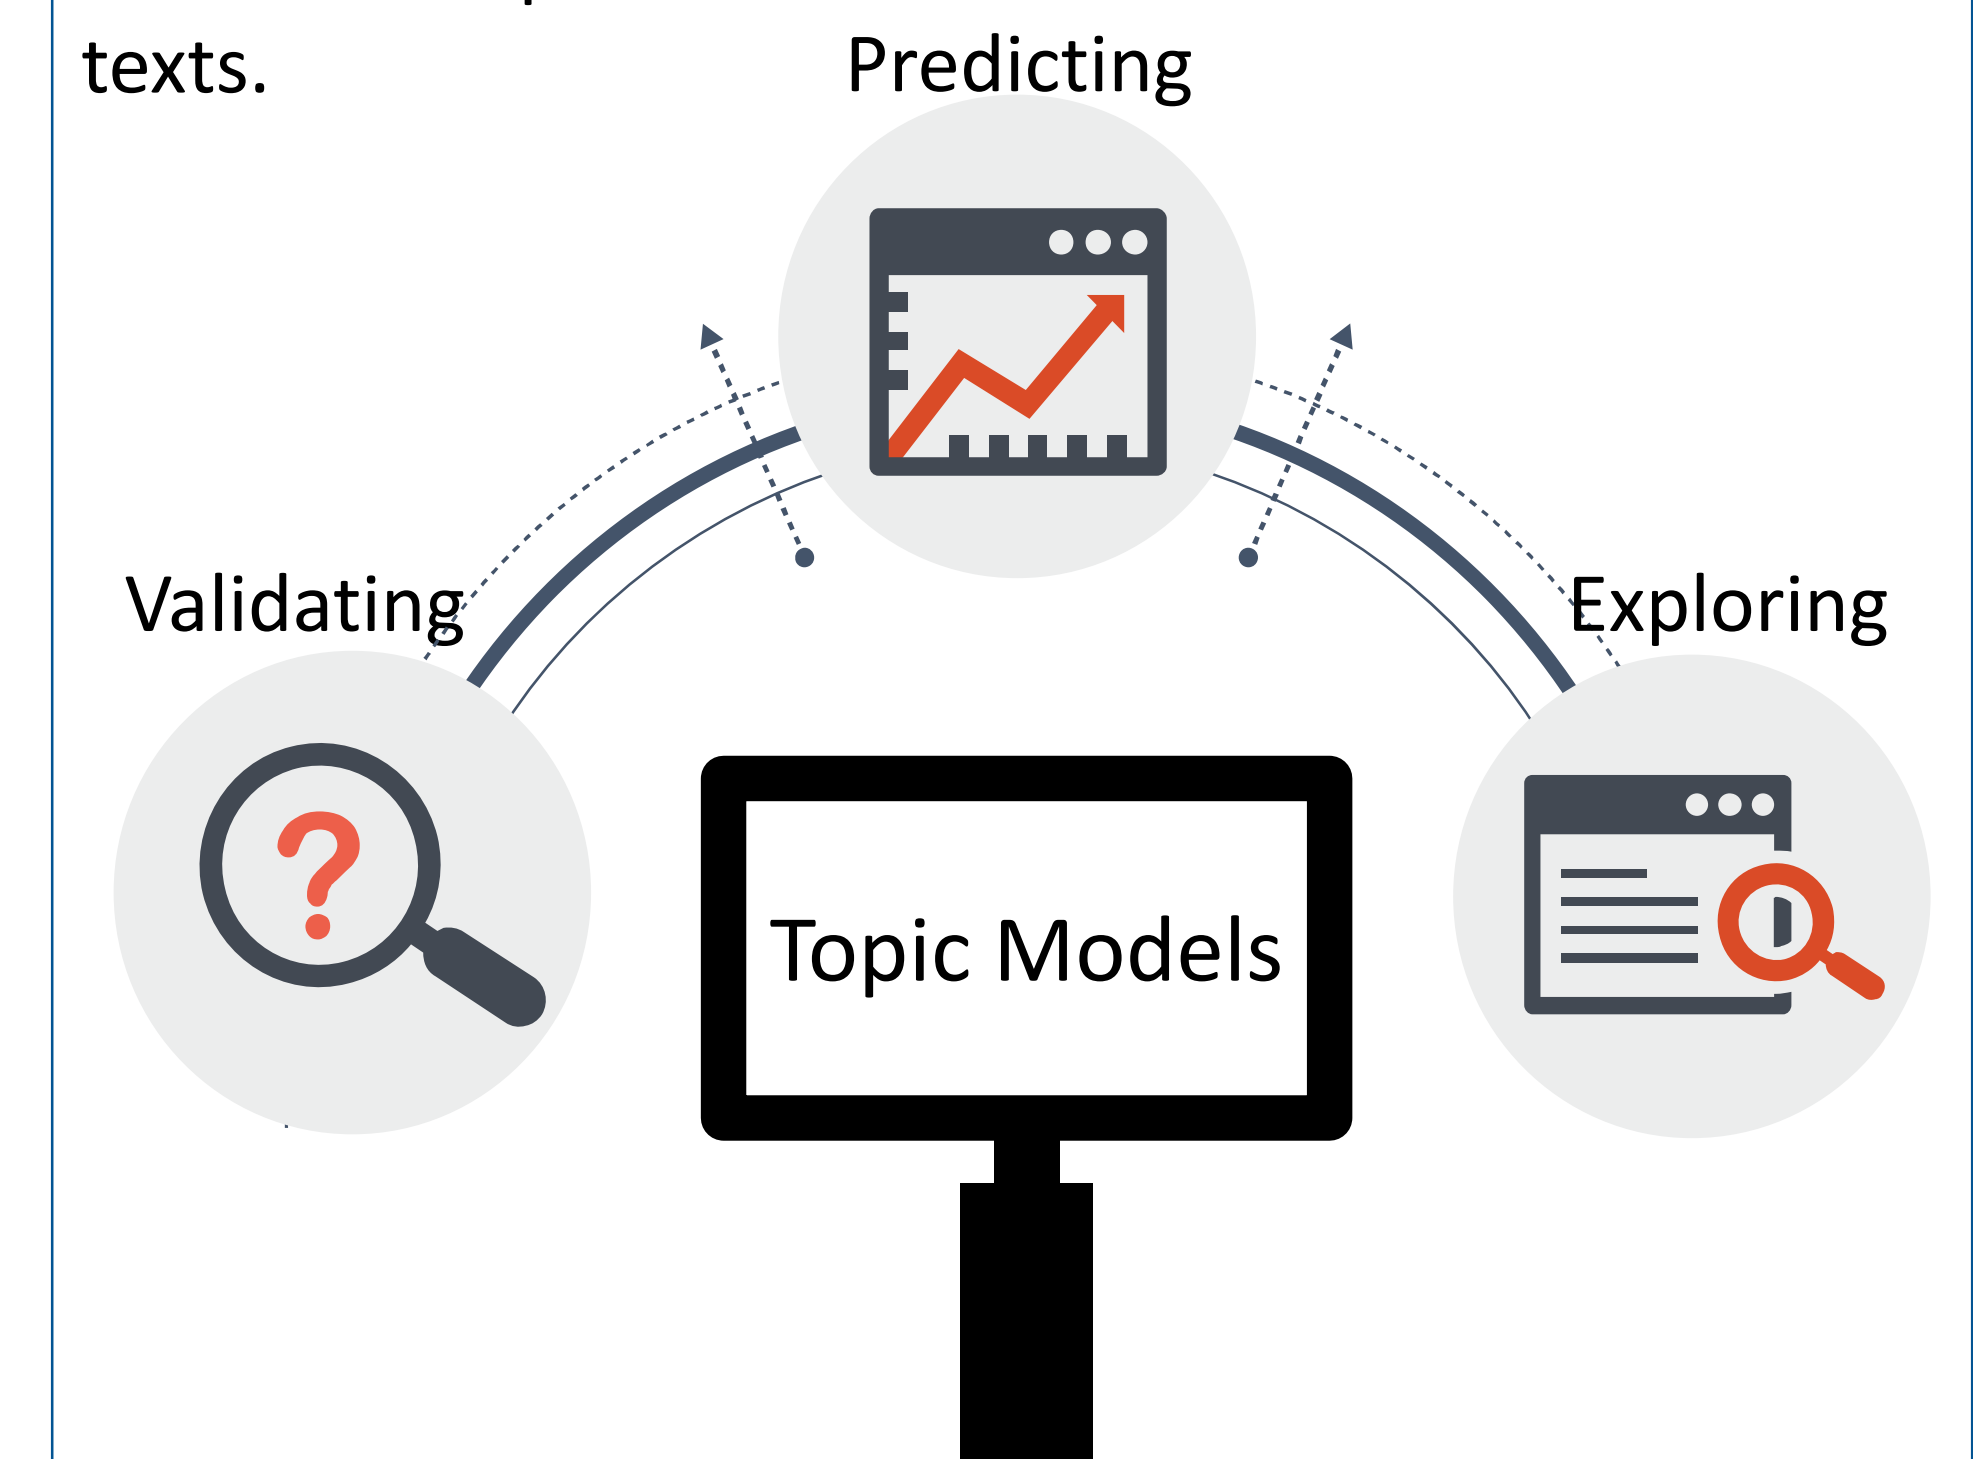 texts.
Predicting
Validating
Exploring
Topic Models